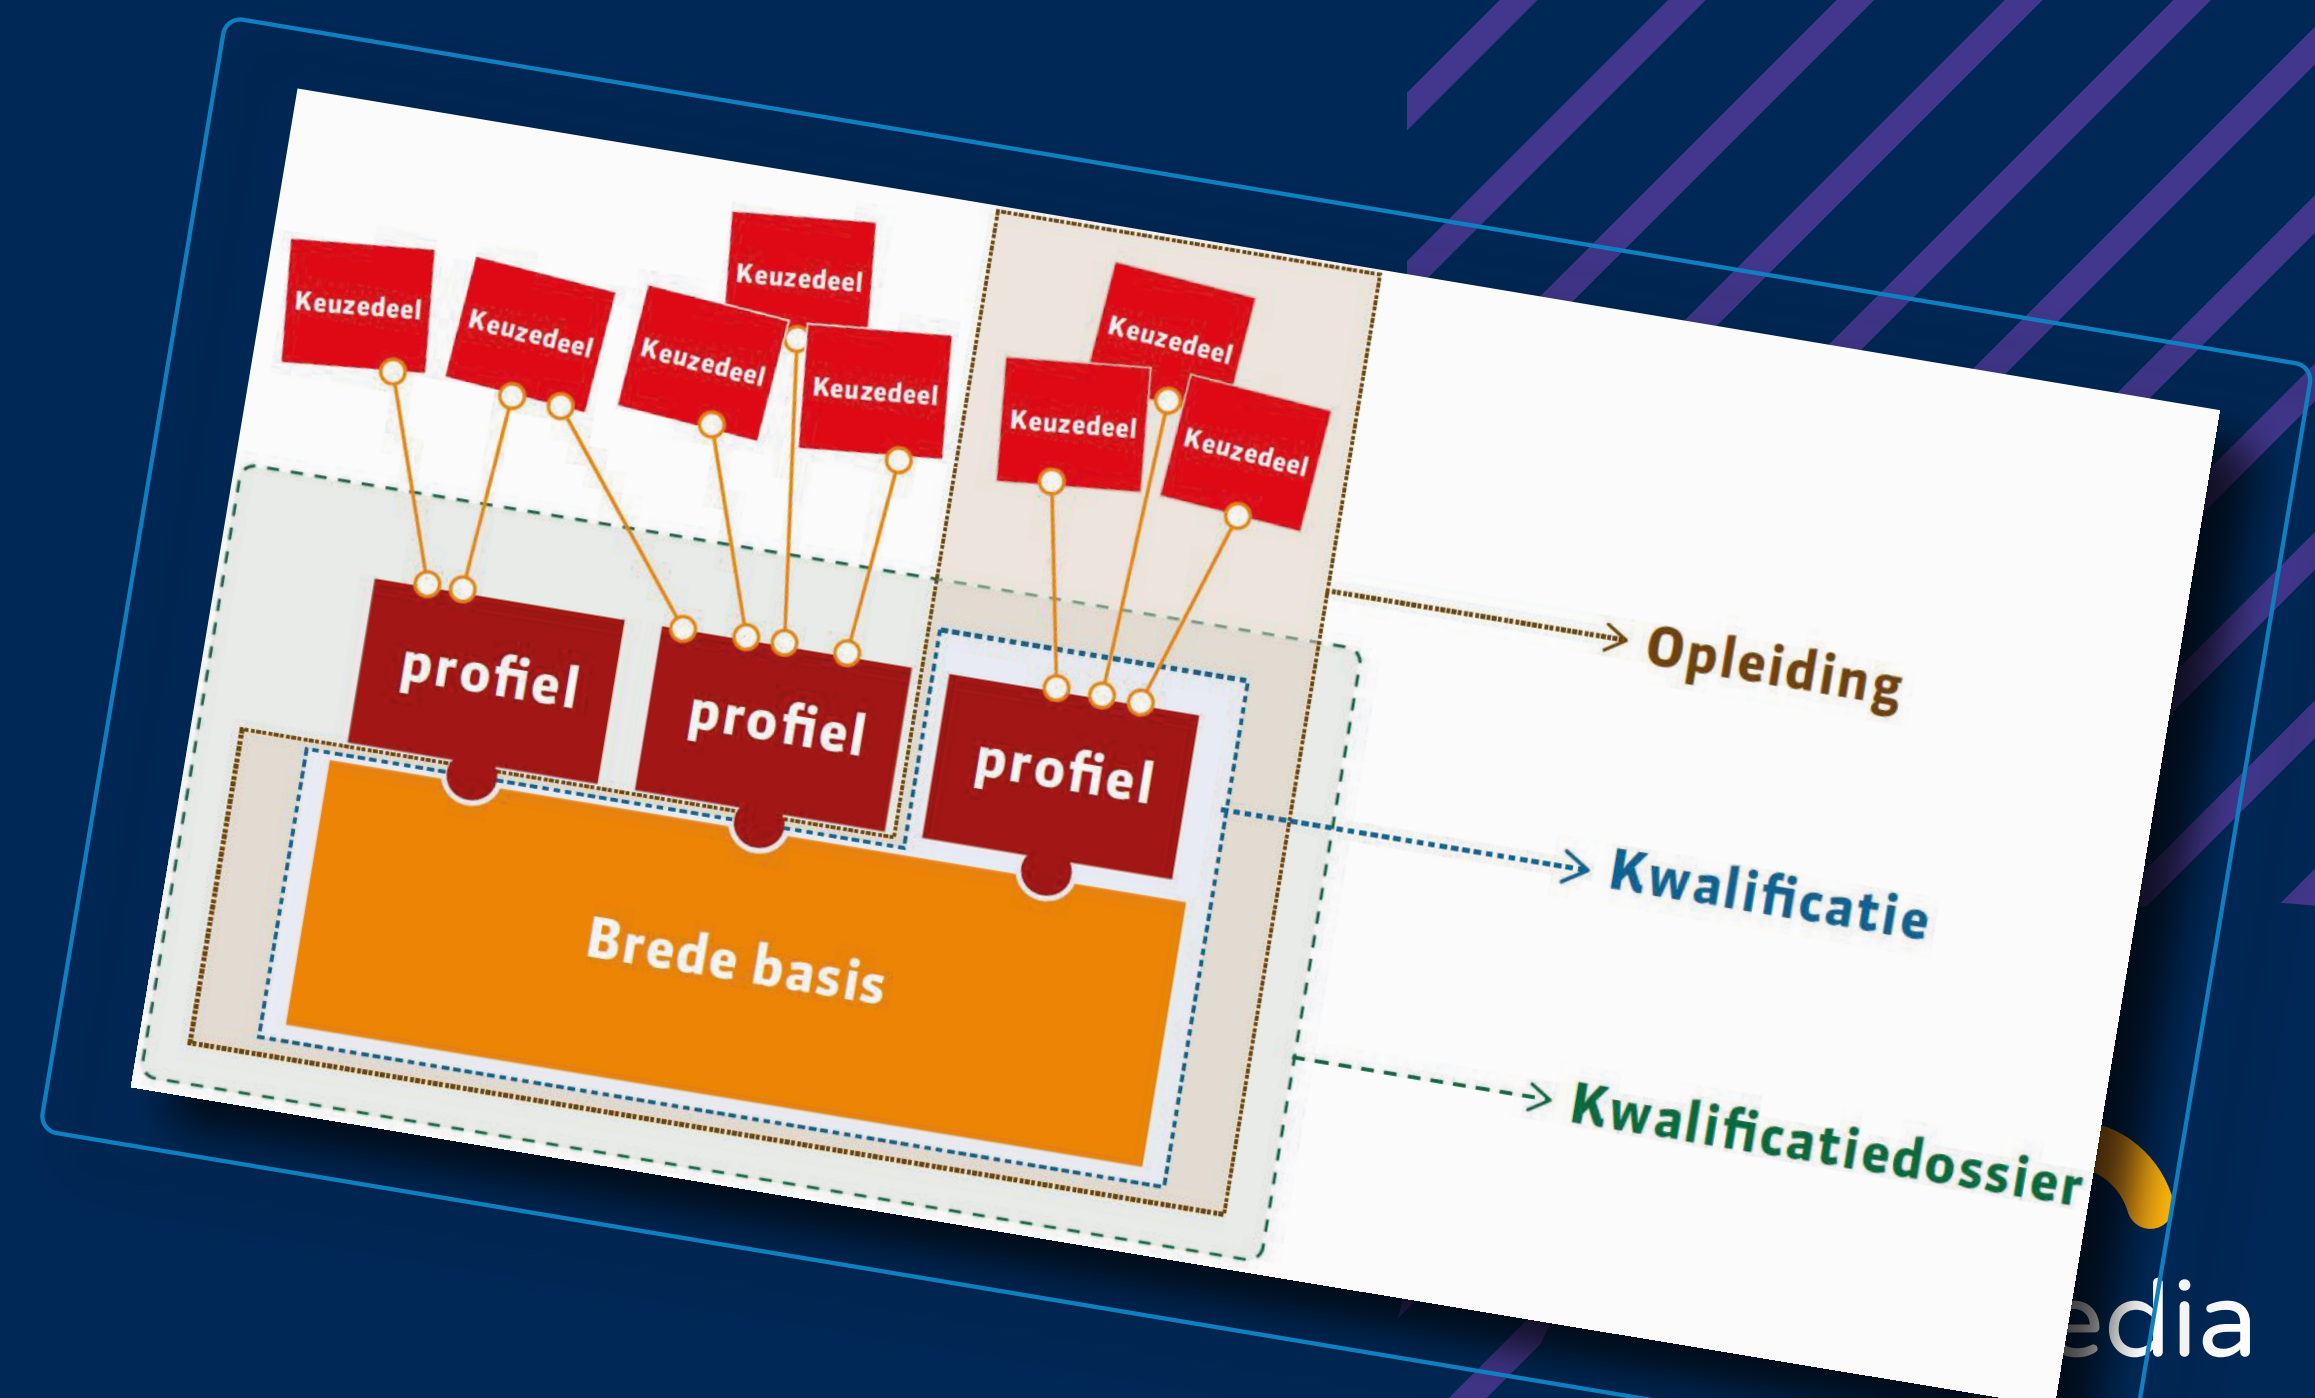 Keuzedeel
Keuzedeel
Keuzedeel
Keuzedeel
Keuzedeel
Keuzedeel
Keuzedeel
Keuzedeel
profiel
profiel
profiel
Brede basis
Opleiding
Kwalificatie
Kwalificatiedossier
edia